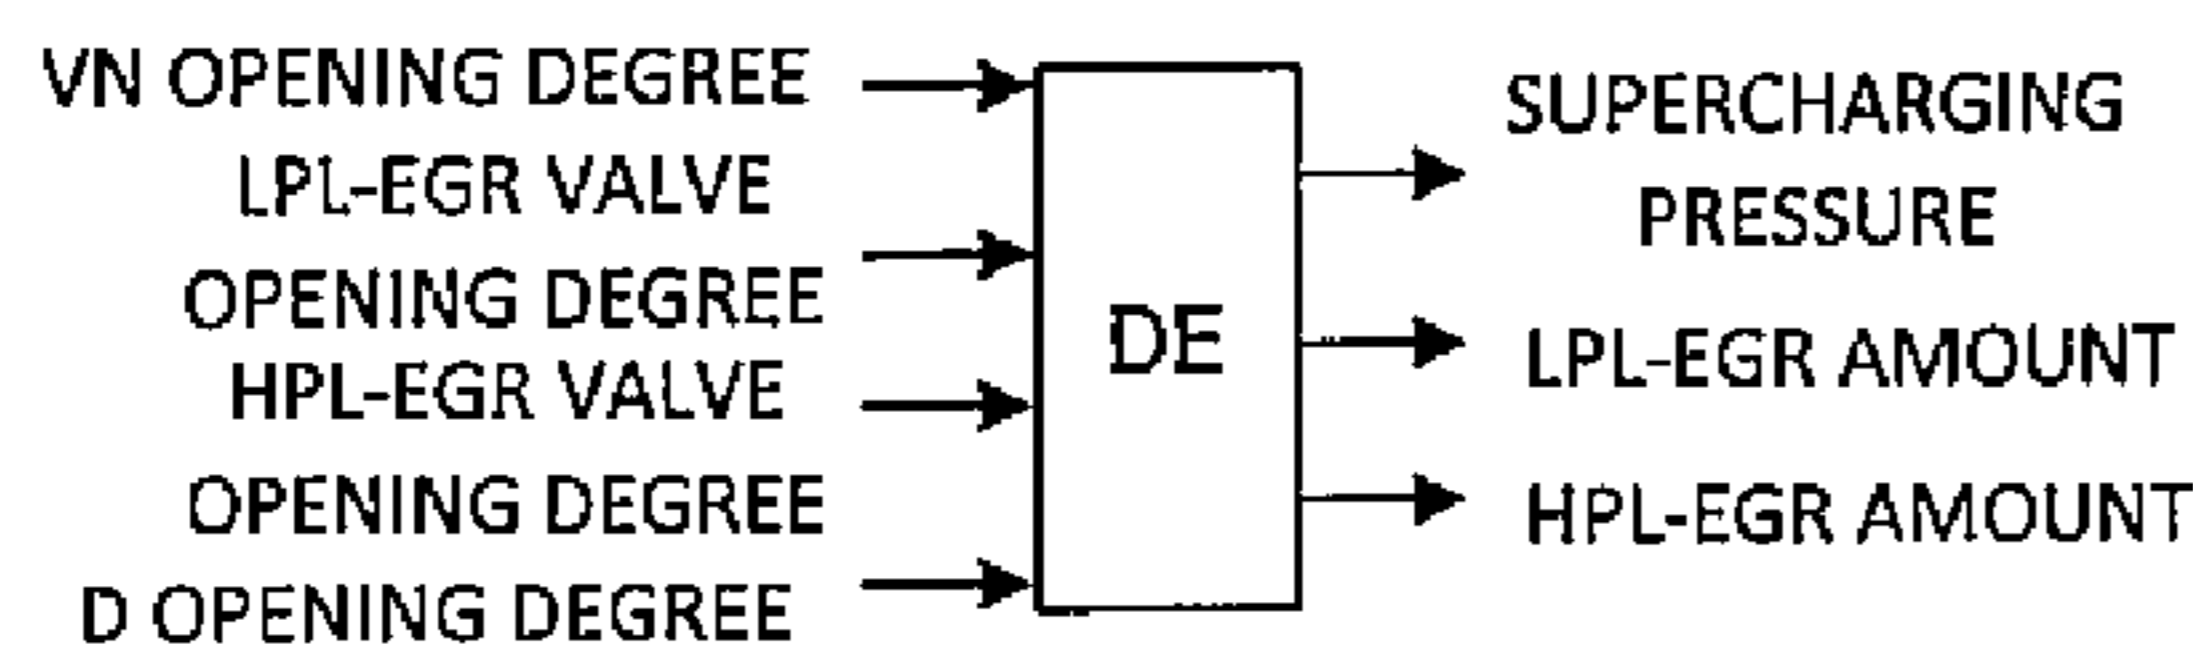 VN OPENING DEGREE
LPL-EGR VALVE
OPENING DEGREE
HPL-EGR VALVE
OPENING DEGREE
D OPENING DEGREE
DE
SUPERCHARGING
PRESSURE
LPL-EGR AMOUNT
HPL-EGR AMOUNT